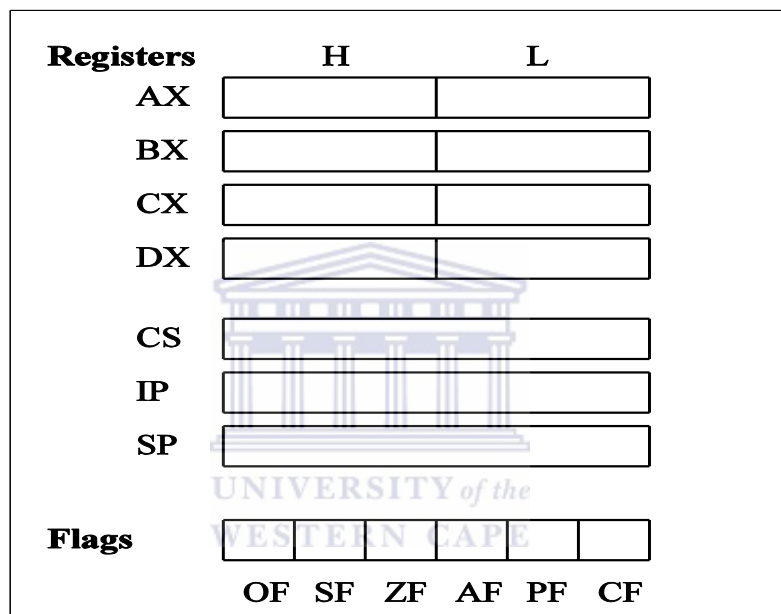 Registers H L
AX
BX
CX
DX
CS
IP
SP
UNIVERSITY of the
WESTERN CAPE
Flags
OF SF ZF AF PF CF